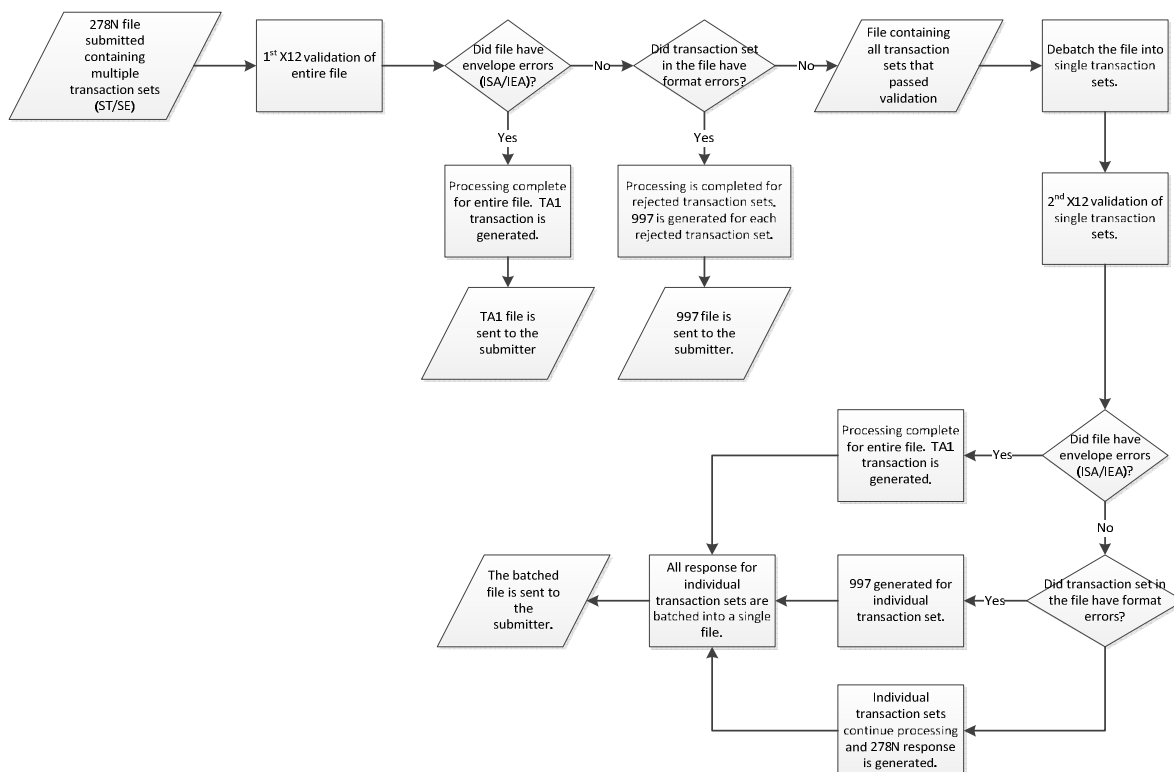 278N file
submitted
containing
multiple
transaction sets
(ST/SE)
1st X12 validation of
entire file
Did file have
envelope errors
(ISA/IEA)?
No
Did transaction set
in the file have
format errors?
No
File containing
all transaction
sets that
passed
validation
Debatch the file into
single transaction
sets.
Yes
Yes
Processing complete
for entire file. TA1
transaction is
generated.
Processing is completed for
rejected transaction sets.
997 is generated for each
rejected transaction set.
2nd X12 validation of
single transaction
sets.
TA1 file is
sent to the
submitter
997 file is
sent to the
submitter.
Processing complete
for entire file. TA1
transaction is
generated.
Yes
Did file have
envelope errors
(ISA/IEA)?
No
The batched
file is sent to
the
submitter.
All response for
individual
transaction sets are
batched into a single
file.
997 generated for
individual
transaction set.
Yes
Did transaction set in
the file have format
errors?
Individual
transaction sets
continue processing
and 278N response
is generated.